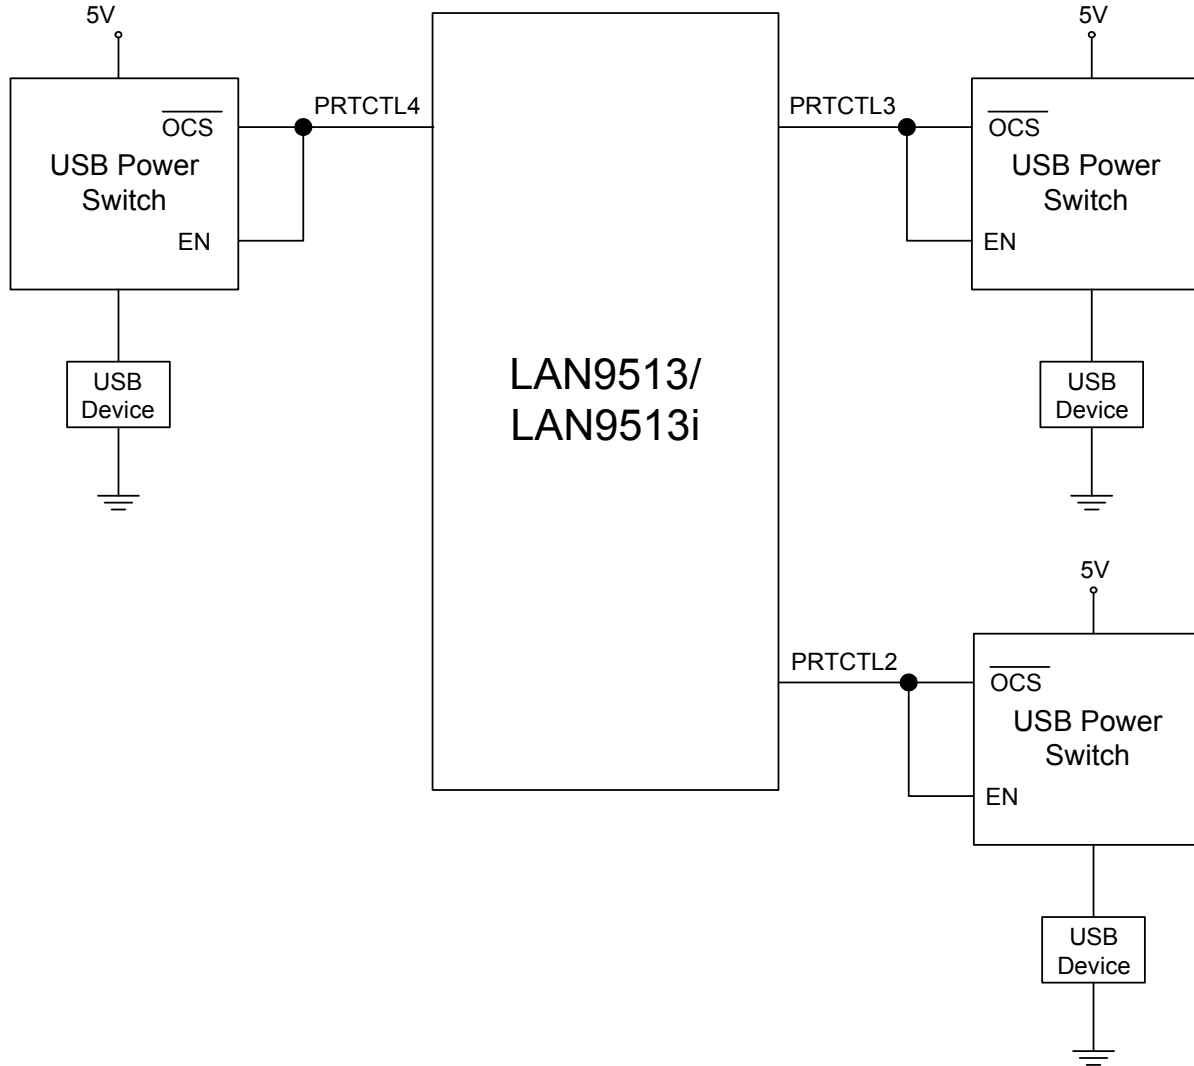 5V
OCS
USB Power
Switch
EN
PRTCTL4
USB
Device
LAN9513/
LAN9513i
5V
PRTCTL3
OCS
USB Power
Switch
EN
USB
Device
5V
PRTCTL2
OCS
USB Power
Switch
EN
USB
Device